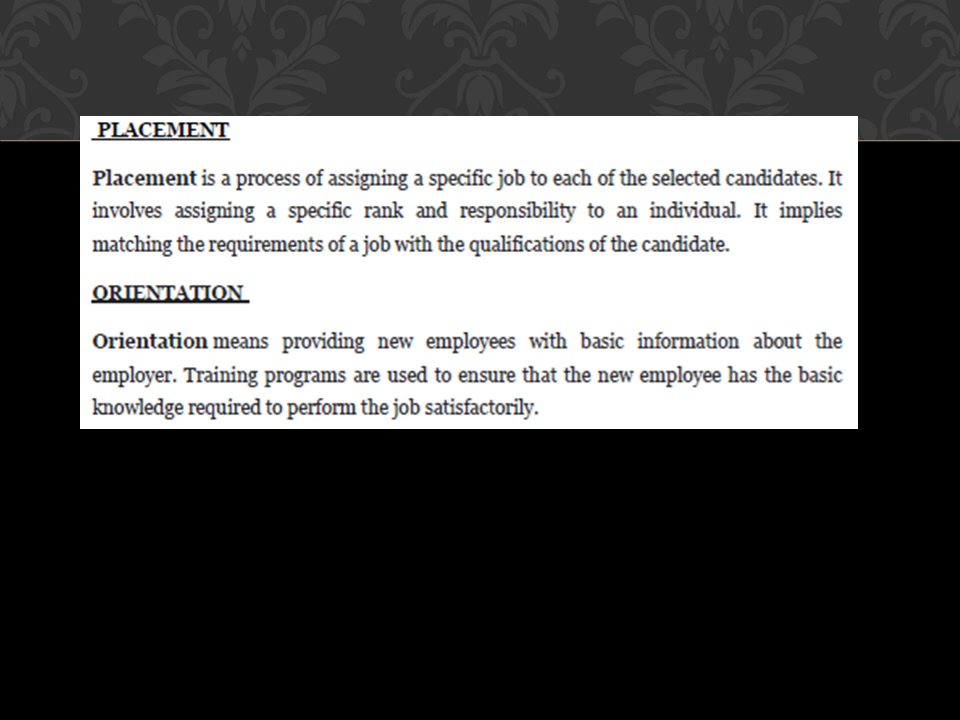 PLACEMENT
Placement is a process of assigning a specific job to each of the selected candidates. It
involves assigning a specific rank and responsibility to an individual. It implies
matching the requirements of a job with the qualifications of the candidate.
ORIENTATION
Orientation means providing new employees with basic information about the
employer. Training programs are used to ensure that the new employee has the basic
knowledge required to perform the job satisfactorily.